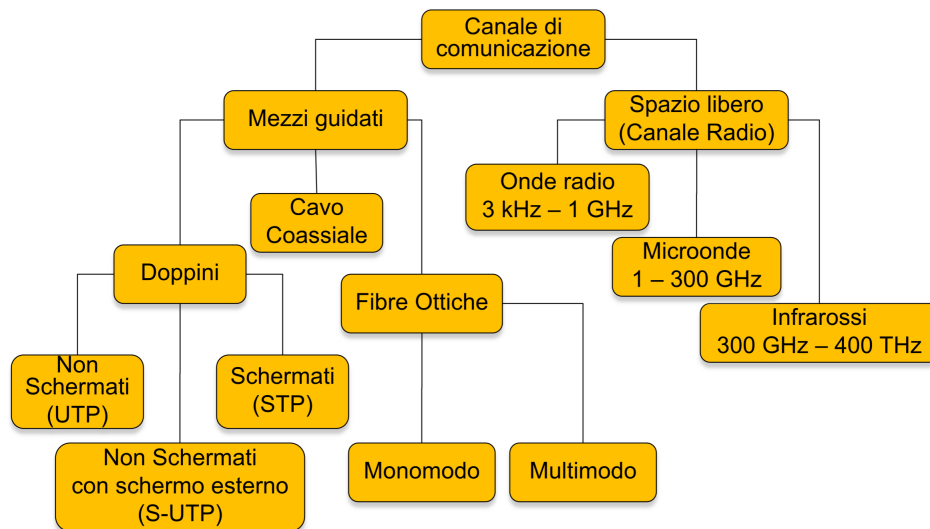 Canale di
comunicazione
Mezzi guidati
Spazio libero
(Canale Radio)
Cavo
Coassiale
Onde radio
3 kHz – 1 GHz
Doppini
Microonde
1 – 300 GHz
Fibre Ottiche
Infrarossi
300 GHz – 400 THz
Non
Schermati
(UTP)
Schermati
(STP)
Non Schermati
con schermo esterno
(S-UTP)
Monomodo
Multimodo